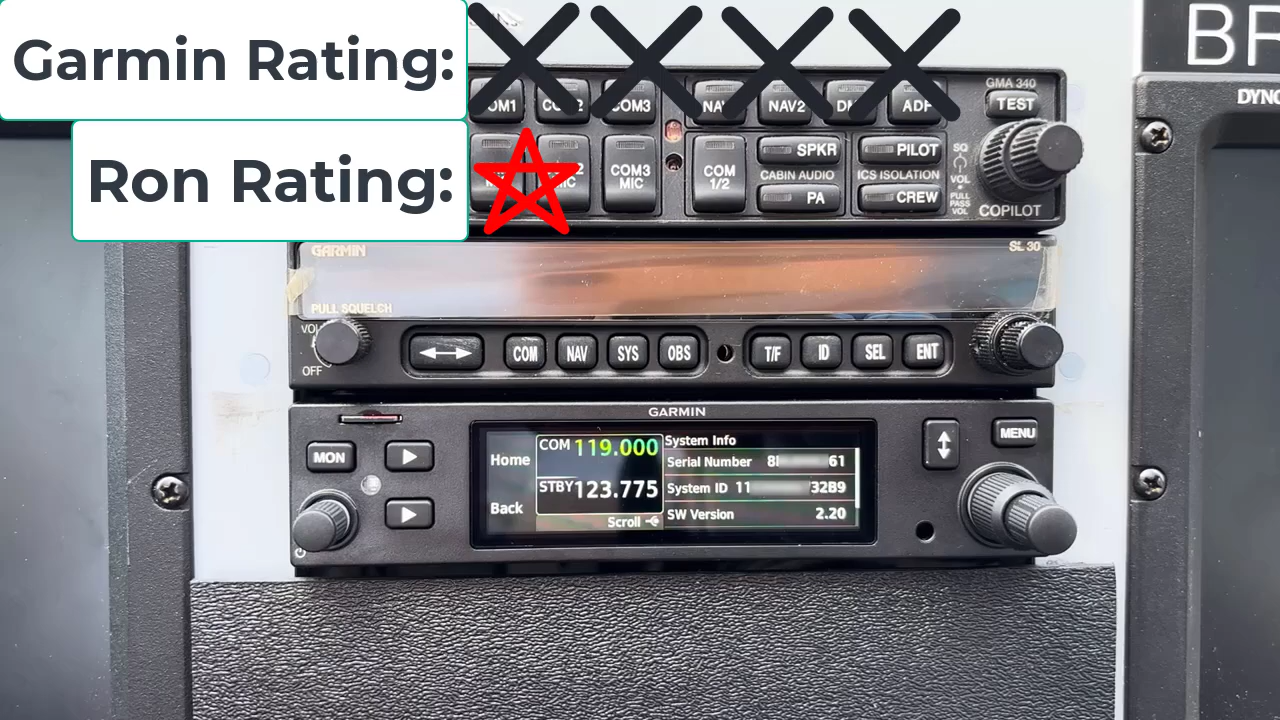 Garmin Rating:
Ron Rating:
BR
DYNO
GMA 340
COM3
NAV2
ADF
TEST
COM3
MIC
COM
1/2
SPKR
CABIN AUDIO
PA
PILOT
ICS ISOLATION
CREW
SQ
VOL
PULL
PASS
VOL
COPILOT
GARMIN
SL 30
PULL SQUELCH
VOL
OFF
COM
NAV
SYS
OBS
T/F
ID
SEL
ENT
GARMIN
MON
MENU
Home
Back
COM 119.000
STBY 123.775
Scroll
System Info
Serial Number 8 61
System ID 11 32B9
SW Version 2.20